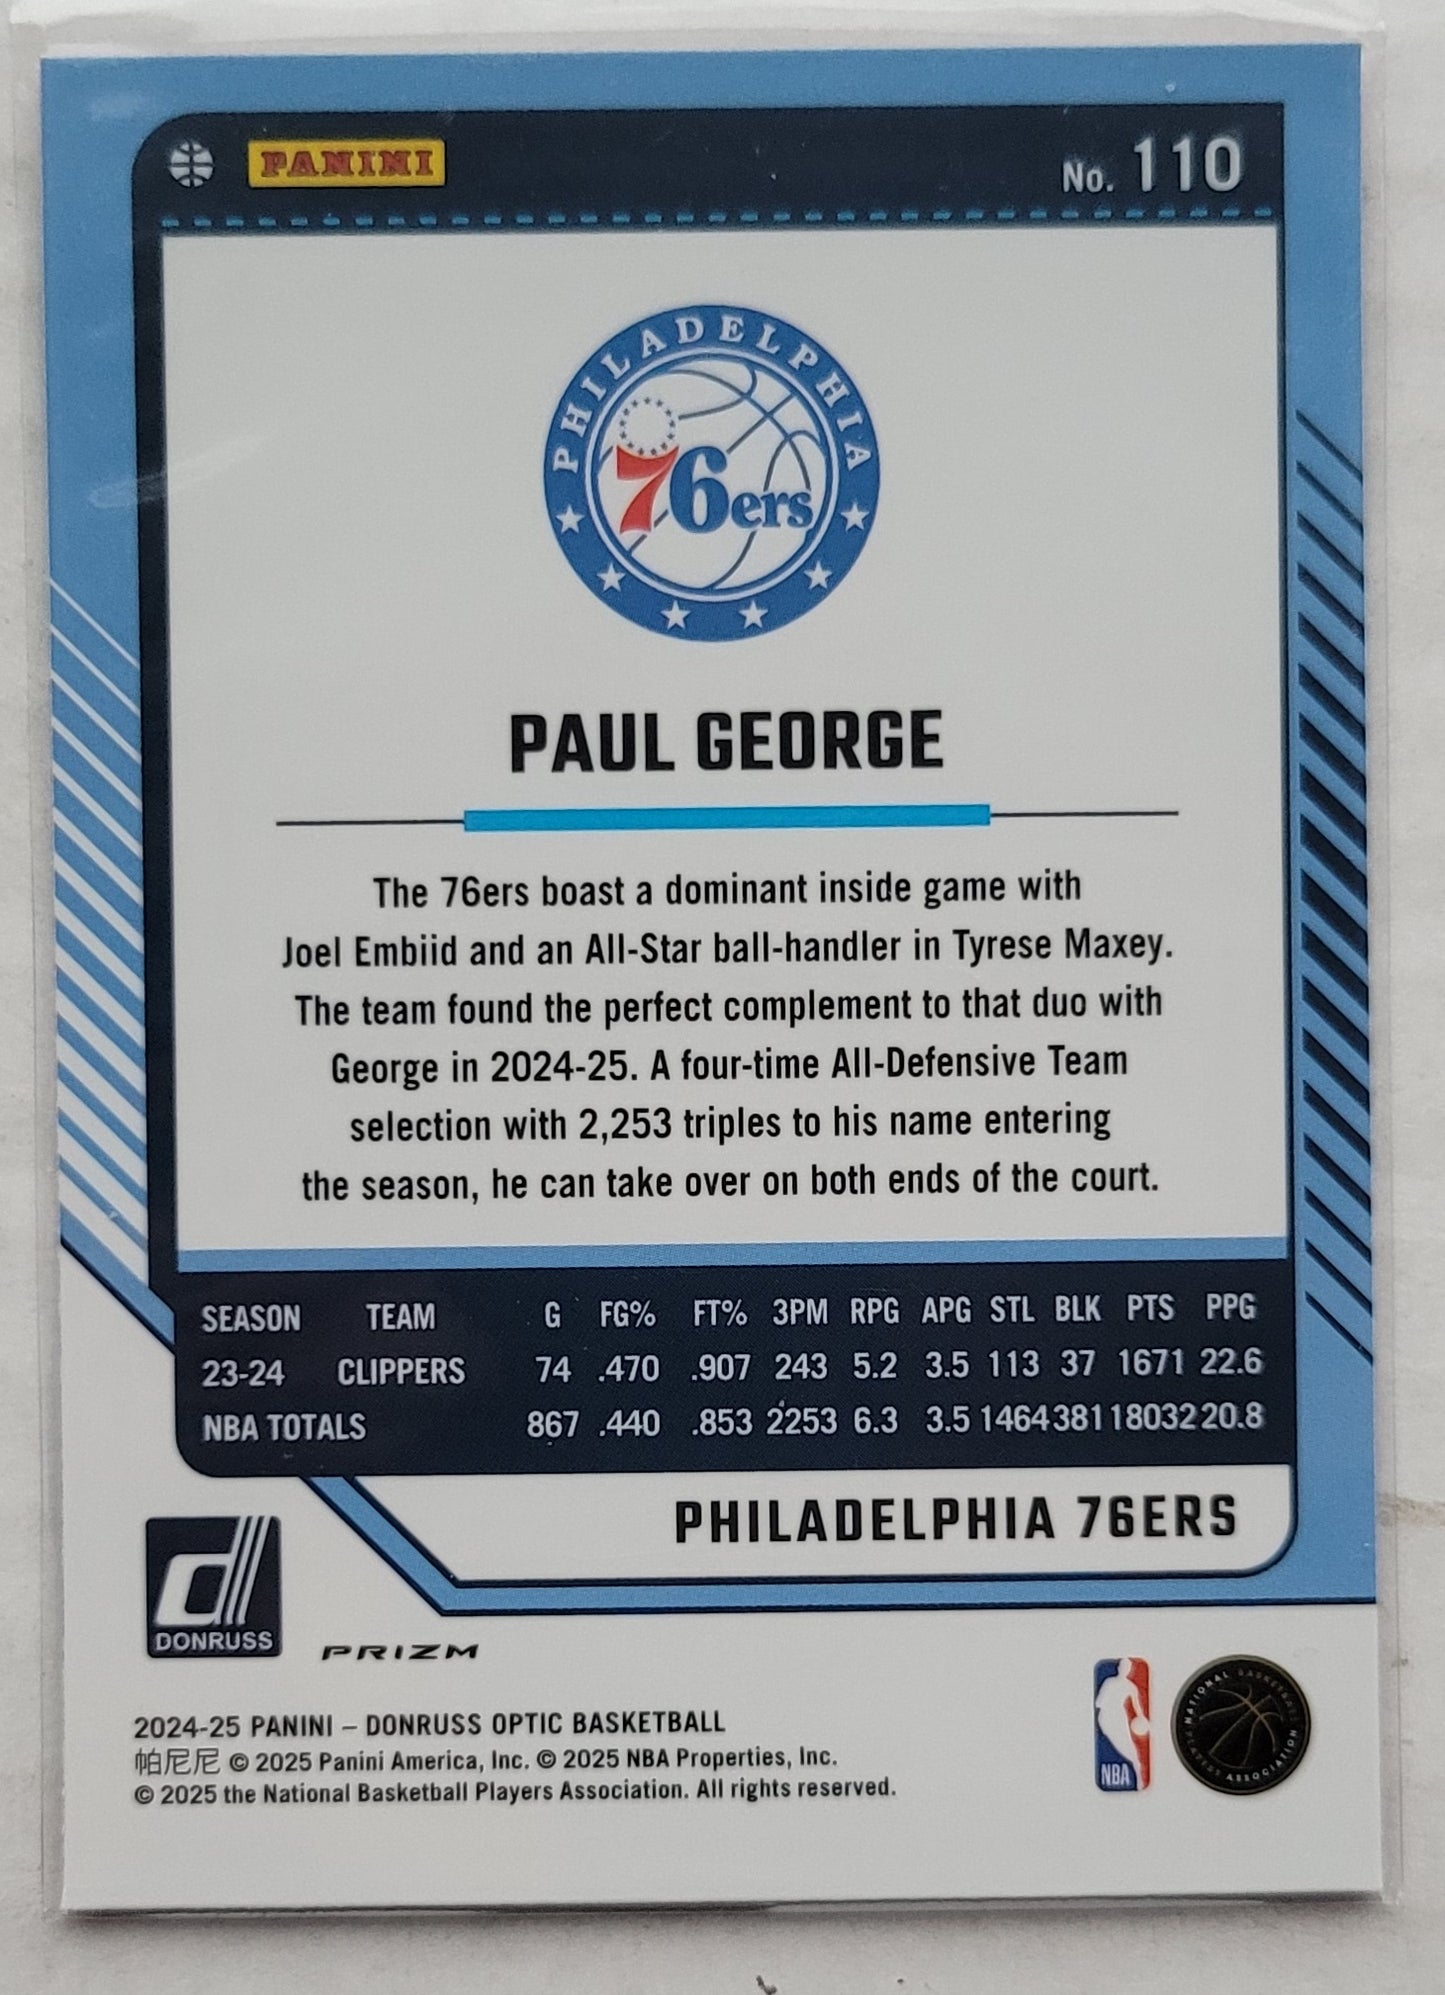 PANINI
No. 110
PHILADELPHIA
76ers
PAUL GEORGE
The 76ers boast a dominant inside game with
Joel Embiid and an All-Star ball-handler in Tyrese Maxey.
The team found the perfect complement to that duo with
George in 2024-25. A four-time All-Defensive Team
selection with 2,253 triples to his name entering
the season, he can take over on both ends of the court.
SEASON TEAM G FG% FT% 3PM RPG APG STL BLK PTS PPG
23-24 CLIPPERS 74 .470 .907 243 5.2 3.5 113 37 1671 22.6
NBA TOTALS 867 .440 .853 2253 6.3 3.5 1464 381 18032 20.8
PHILADELPHIA 76ERS
d
DONRUSS
PRIZM
2024-25 PANINI – DONRUSS OPTIC BASKETBALL
帕尼尼 © 2025 Panini America, Inc. © 2025 NBA Properties, Inc.
© 2025 the National Basketball Players Association. All rights reserved.
NBA
NATIONAL BASKETBALL PLAYERS ASSOCIATION